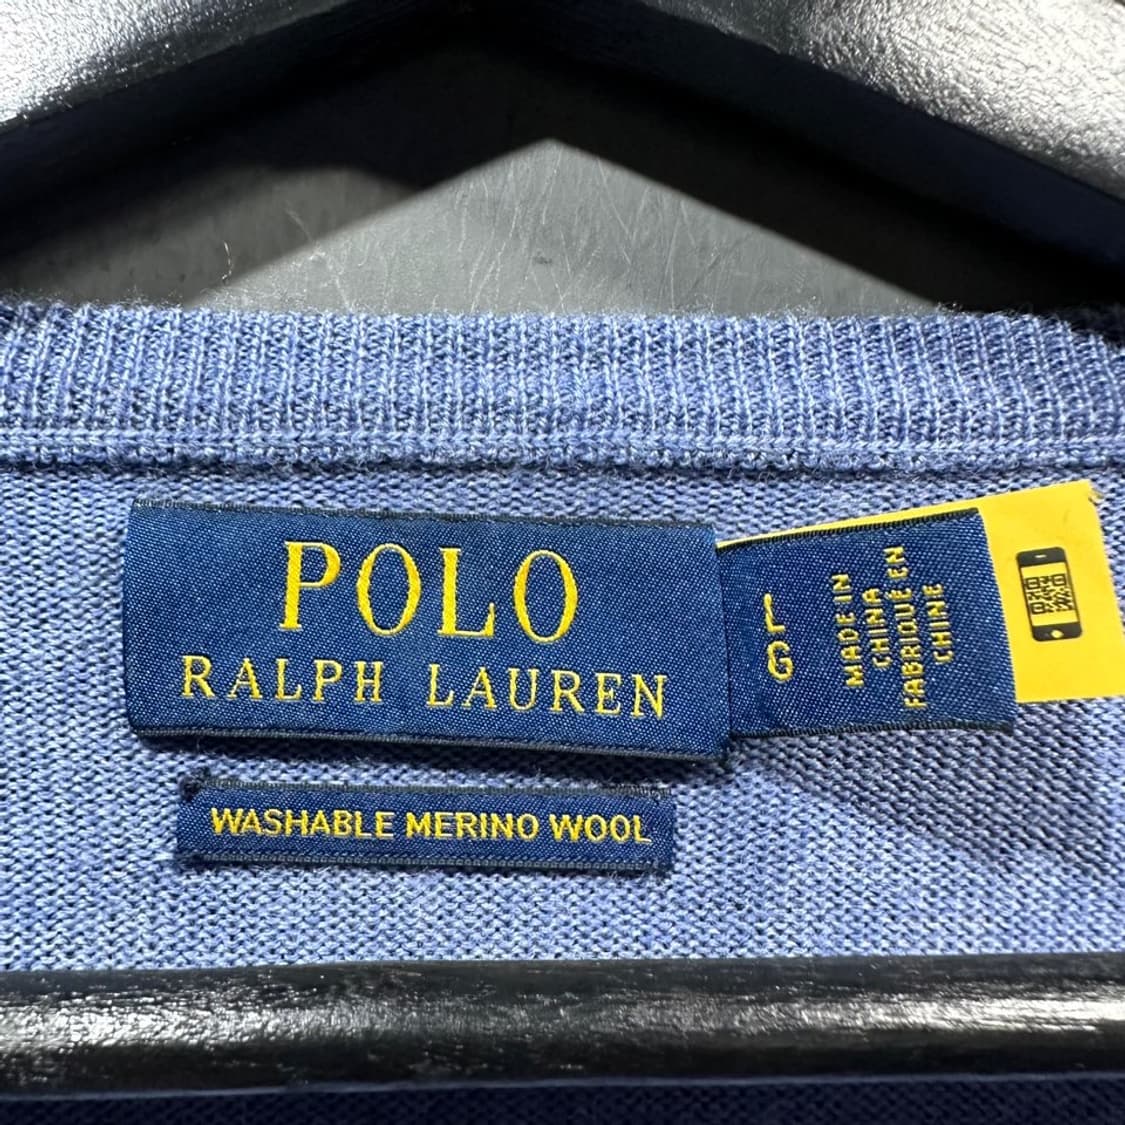 POLO
RALPH LAUREN
L
G
MADE IN
CHINA
FABRIQUÉ EN
CHINE
WASHABLE MERINO WOOL